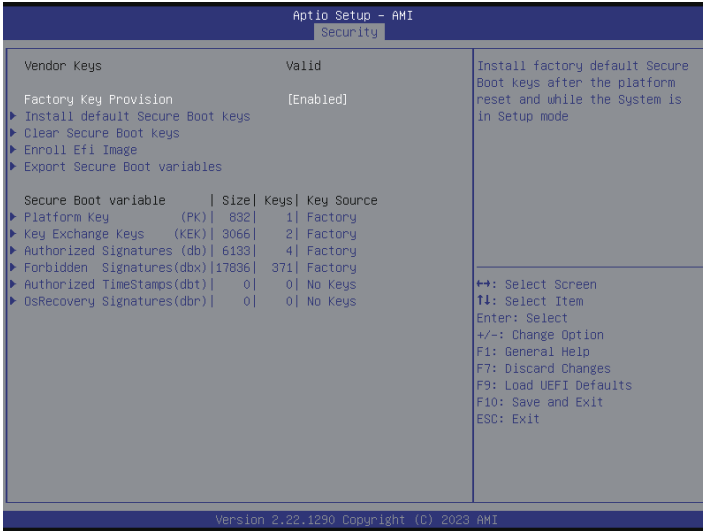 Aptio Setup - AMI
Security
Vendor Keys Valid
Factory Key Provision [Enabled]
Install default Secure Boot keys
Clear Secure Boot keys
Enroll Efi Image
Export Secure Boot variables
Secure Boot variable | Size| Keys| Key Source
Platform Key (PK)| 832| 1| Factory
Key Exchange Keys (KEK)| 3066| 2| Factory
Authorized Signatures (db)| 6133| 4| Factory
Forbidden Signatures(dbx)|17836| 371| Factory
Authorized TimeStamps(dbt)| 0| 0| No Keys
OsRecovery Signatures(dbr)| 0| 0| No Keys
Install factory default Secure
Boot keys after the platform
reset and while the System is
in Setup mode
↔: Select Screen
↑↓: Select Item
Enter: Select
+/-: Change Option
F1: General Help
F7: Discard Changes
F9: Load UEFI Defaults
F10: Save and Exit
ESC: Exit
Version 2.22.1290 Copyright (C) 2023 AMI